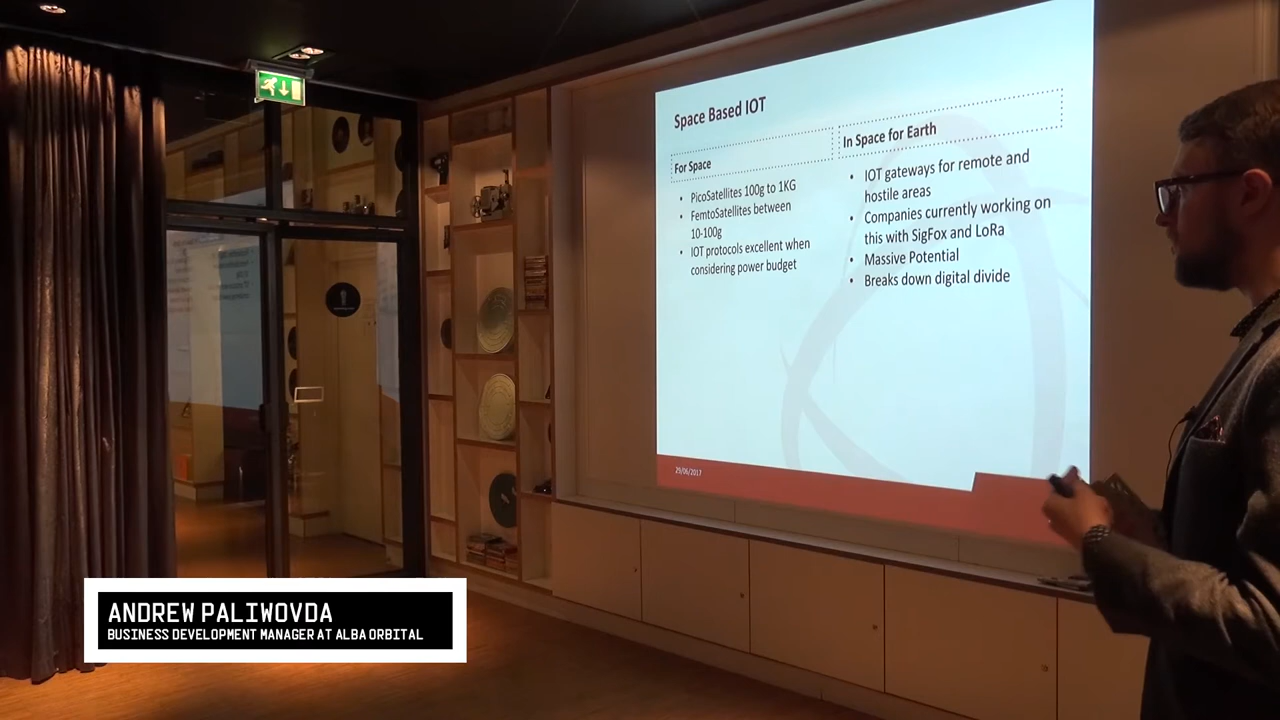 Space Based IOT
For Space
• PicoSatellites 100g to 1KG
• FemtoSatellites between
10-100g
• IOT protocols excellent when
considering power budget
In Space for Earth
• IOT gateways for remote and
hostile areas
• Companies currently working on
this with SigFox and LoRa
• Massive Potential
• Breaks down digital divide
29/06/2017
ANDREW PALIWOVDA
BUSINESS DEVELOPMENT MANAGER AT ALBA ORBITAL